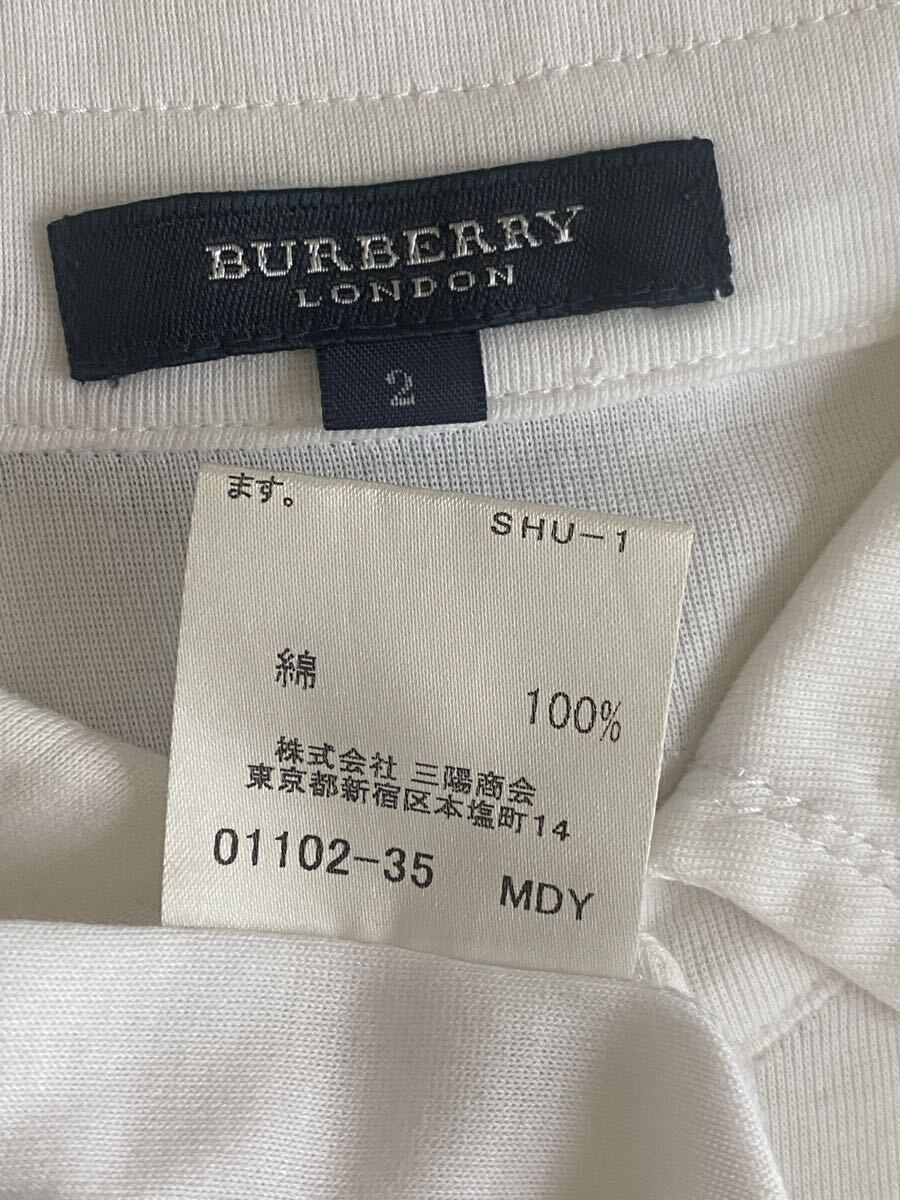 BURBERRY
LONDON
2
ます。
SHU-1
綿
100%
株式会社 三陽商会
東京都新宿区本塩町14
01102-35 MDY